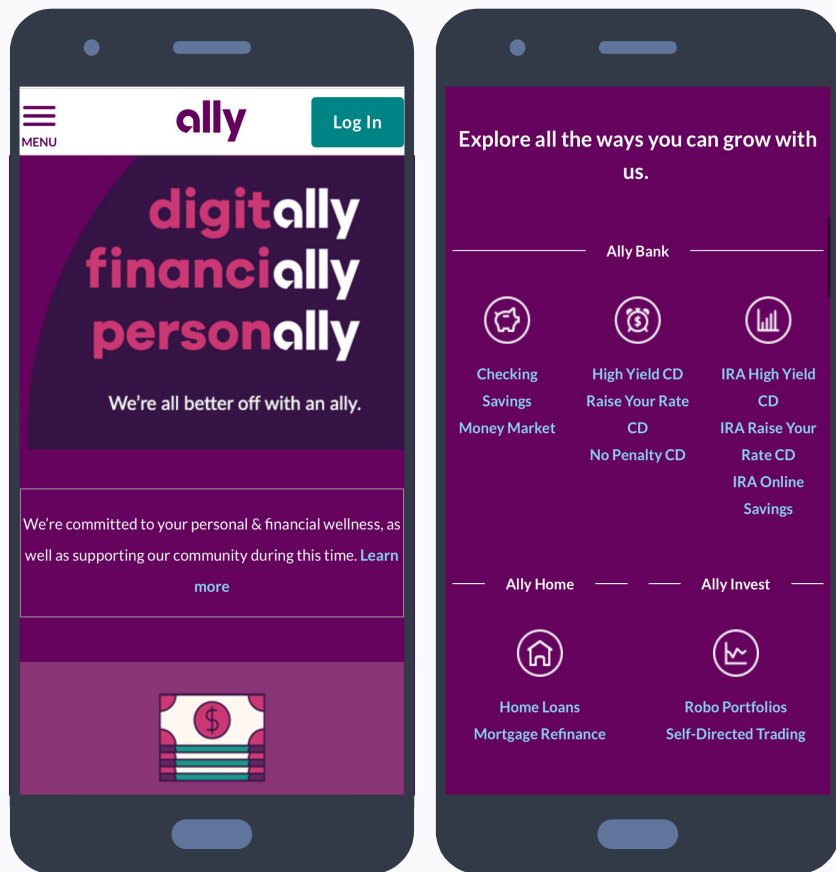 MENU
ally
Log In
digitally
financially
personally
We're all better off with an ally.
We're committed to your personal & financial wellness, as
well as supporting our community during this time. Learn
more
$
Explore all the ways you can grow with
us.
Ally Bank
$
Checking
Savings
Money Market
High Yield CD
Raise Your Rate
CD
No Penalty CD
IRA High Yield
CD
IRA Raise Your
Rate CD
IRA Online
Savings
Ally Home
Home Loans
Mortgage Refinance
Ally Invest
Robo Portfolios
Self-Directed Trading